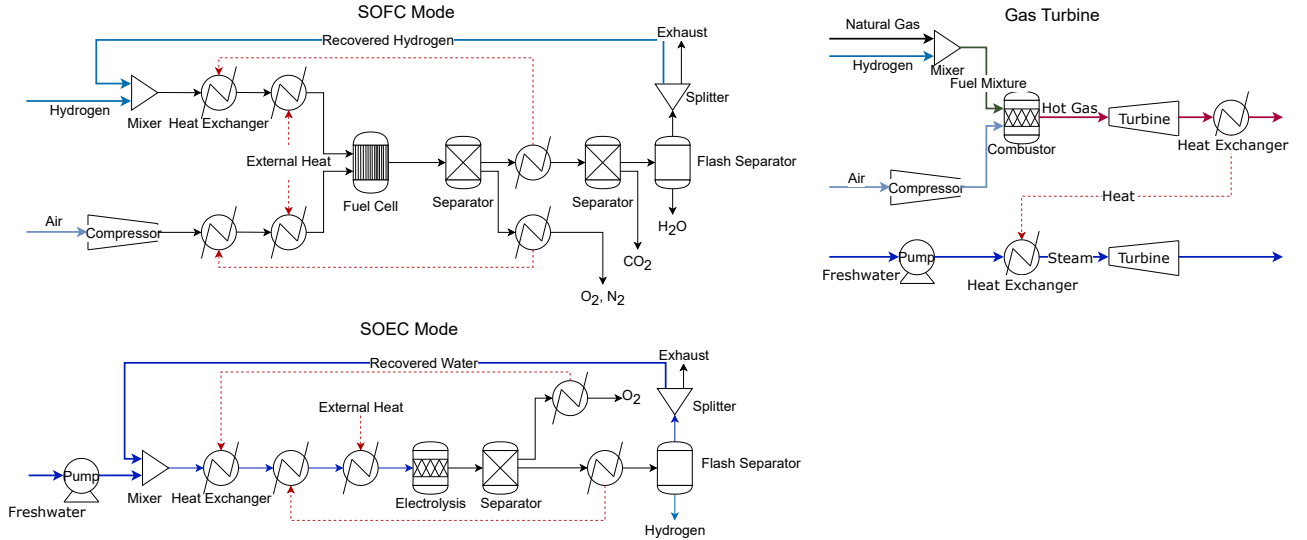 SOFC Mode
Exhaust
Recovered Hydrogen
Hydrogen
Mixer
Heat Exchanger
Splitter
External Heat
Fuel Cell
Separator
Separator
Flash Separator
H2O
Air
Compressor
CO2
O2, N2
Gas Turbine
Natural Gas
Hydrogen
Mixer
Fuel Mixture
Hot Gas
Combustor
Turbine
Heat Exchanger
Air
Compressor
Heat
Freshwater
Pump
Heat Exchanger
Steam
Turbine
SOEC Mode
Exhaust
Recovered Water
O2
Splitter
External Heat
Freshwater
Pump
Mixer
Heat Exchanger
Electrolysis
Separator
Flash Separator
Hydrogen